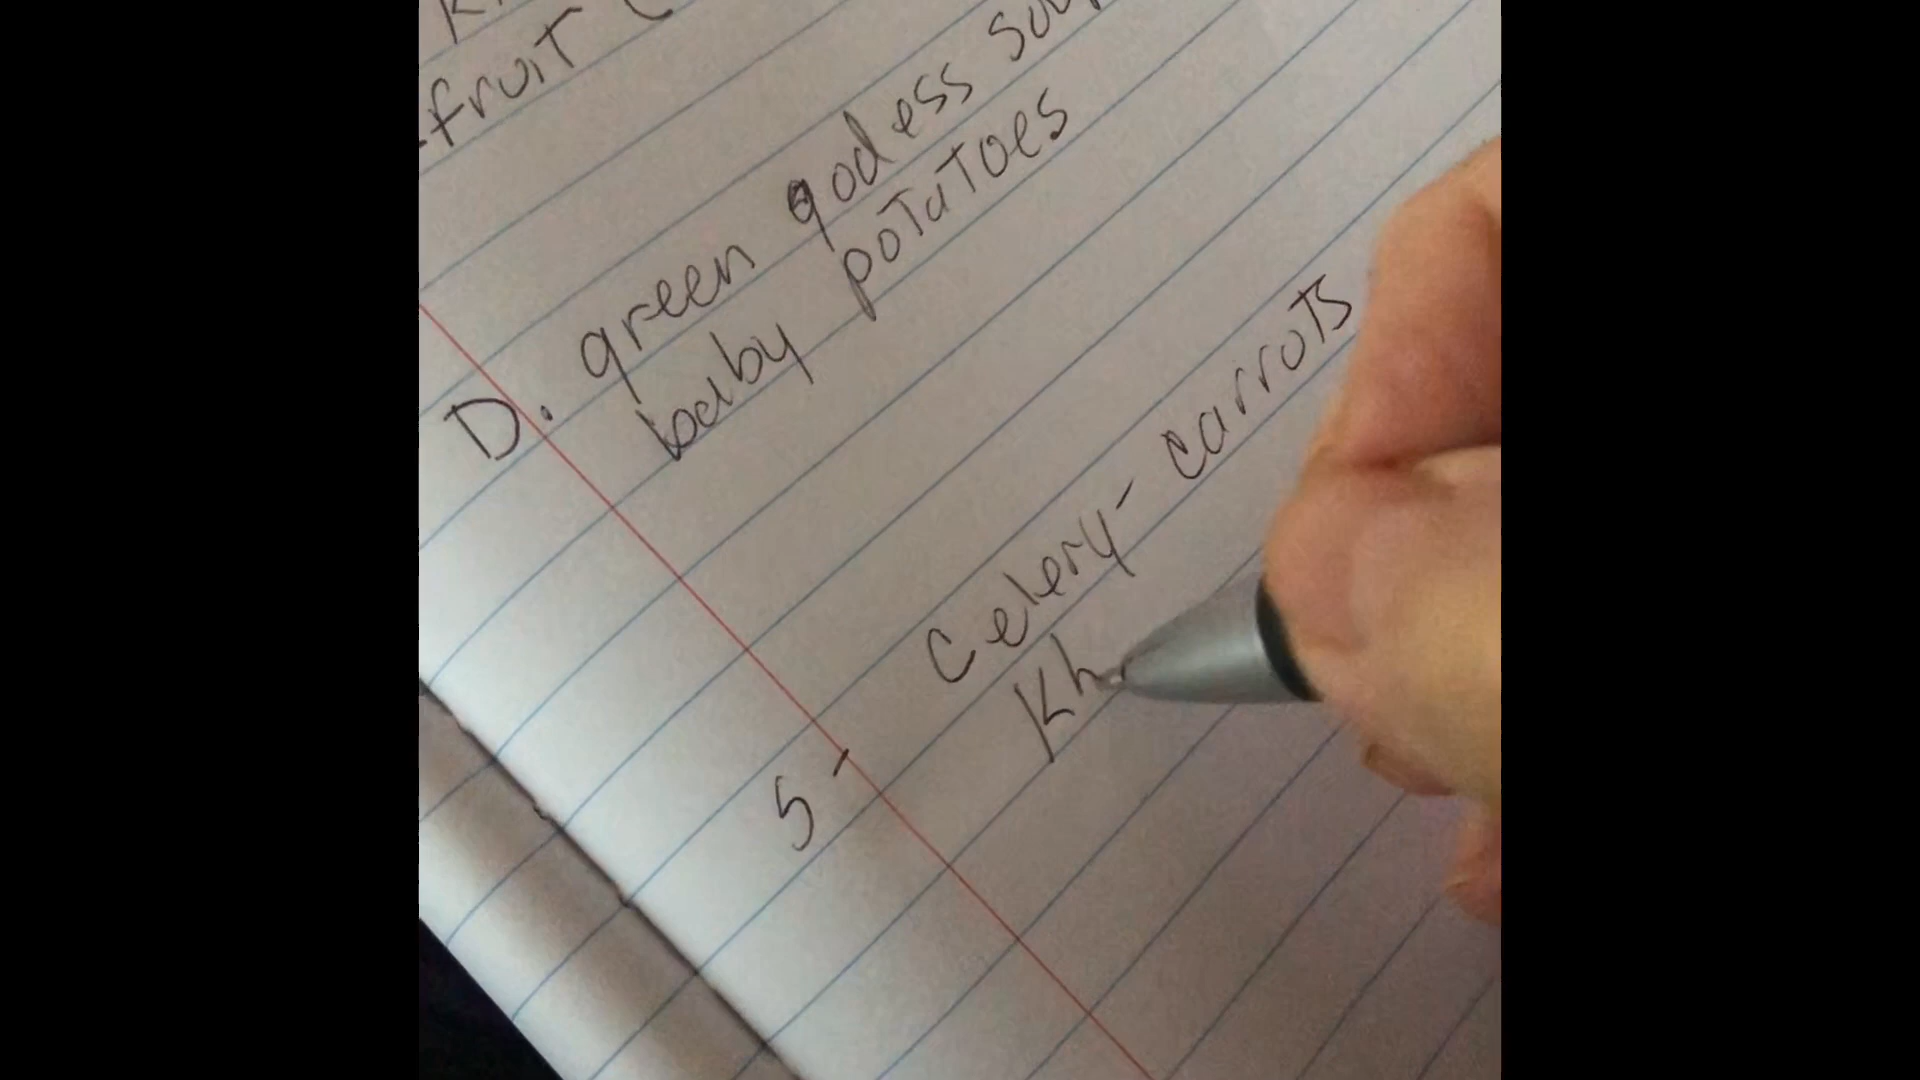 fruit
D. green godess
baby potatoes
5 - celery - carrots
Kh